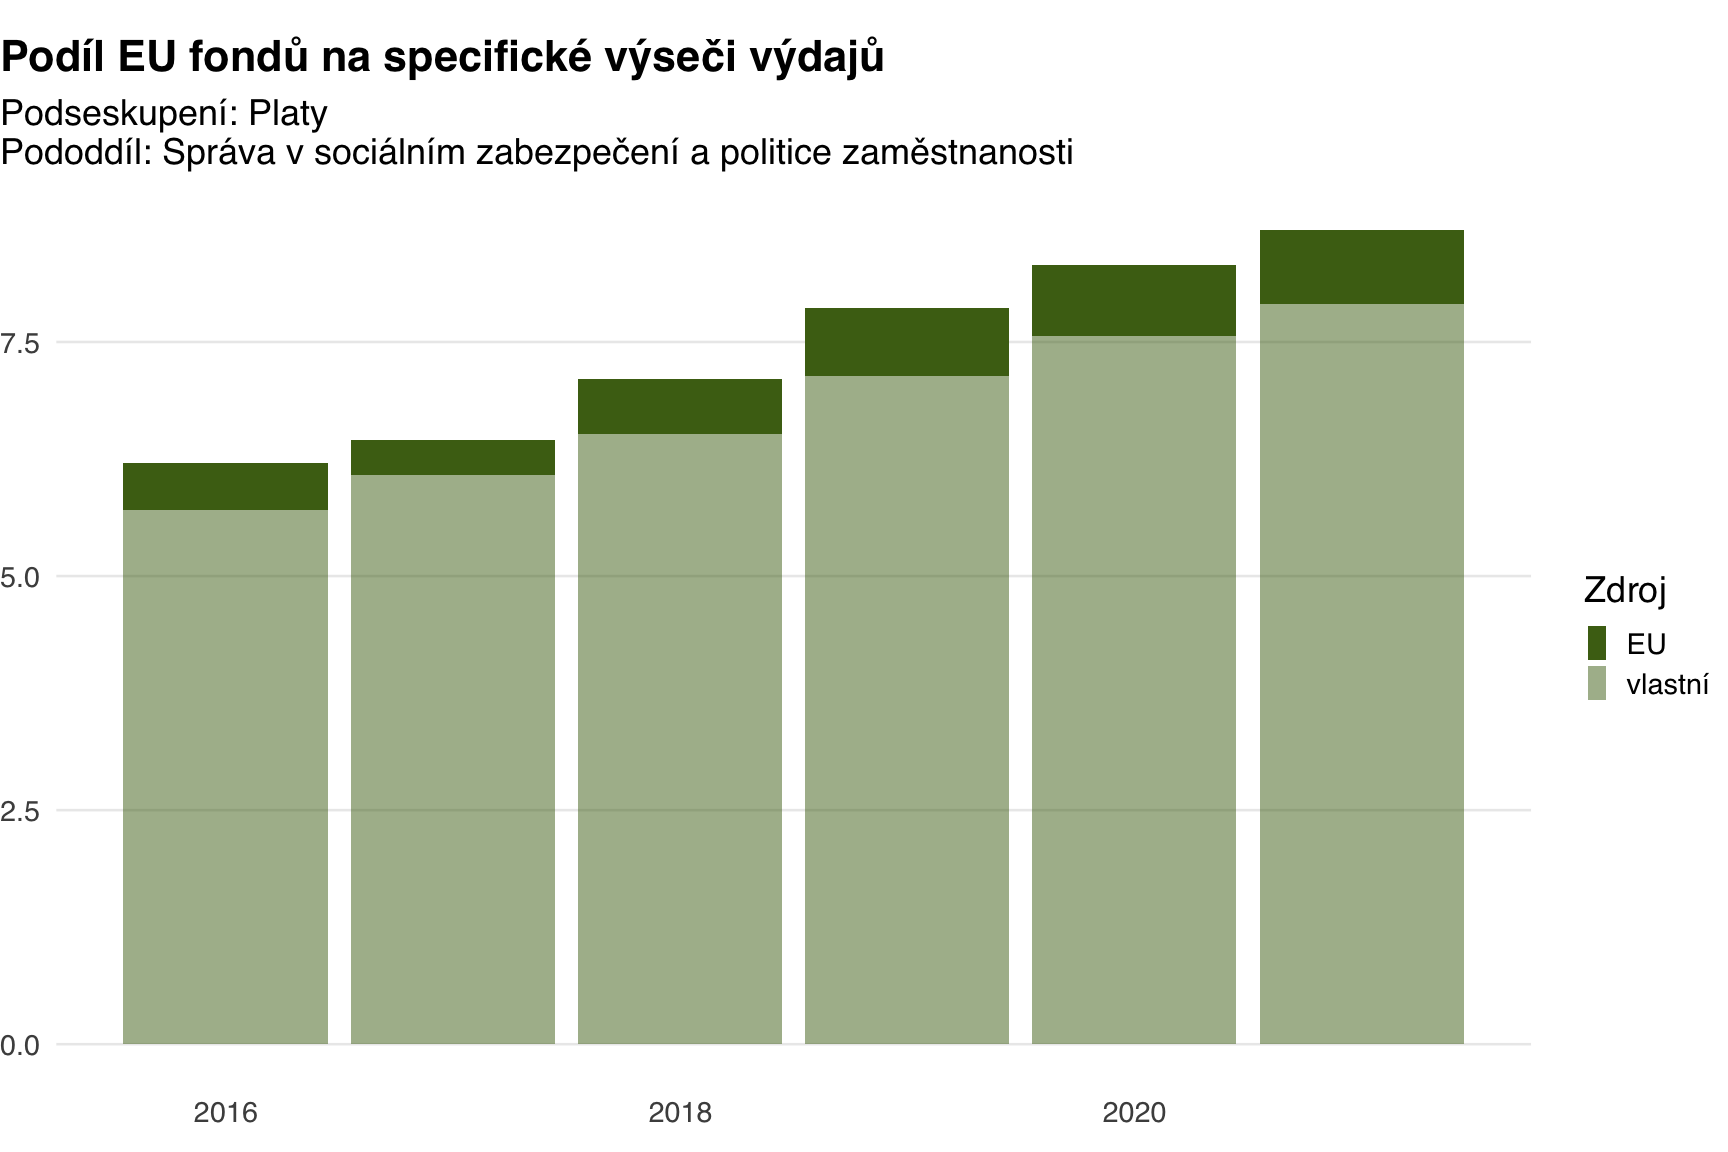 Podíl EU fondů na specifické výseči výdajů
Podseskupení: Platy
Pododdíl: Správa v sociálním zabezpečení a politice zaměstnanosti
7.5
5.0
2.5
0.0
2016
2018
2020
Zdroj
EU
vlastní